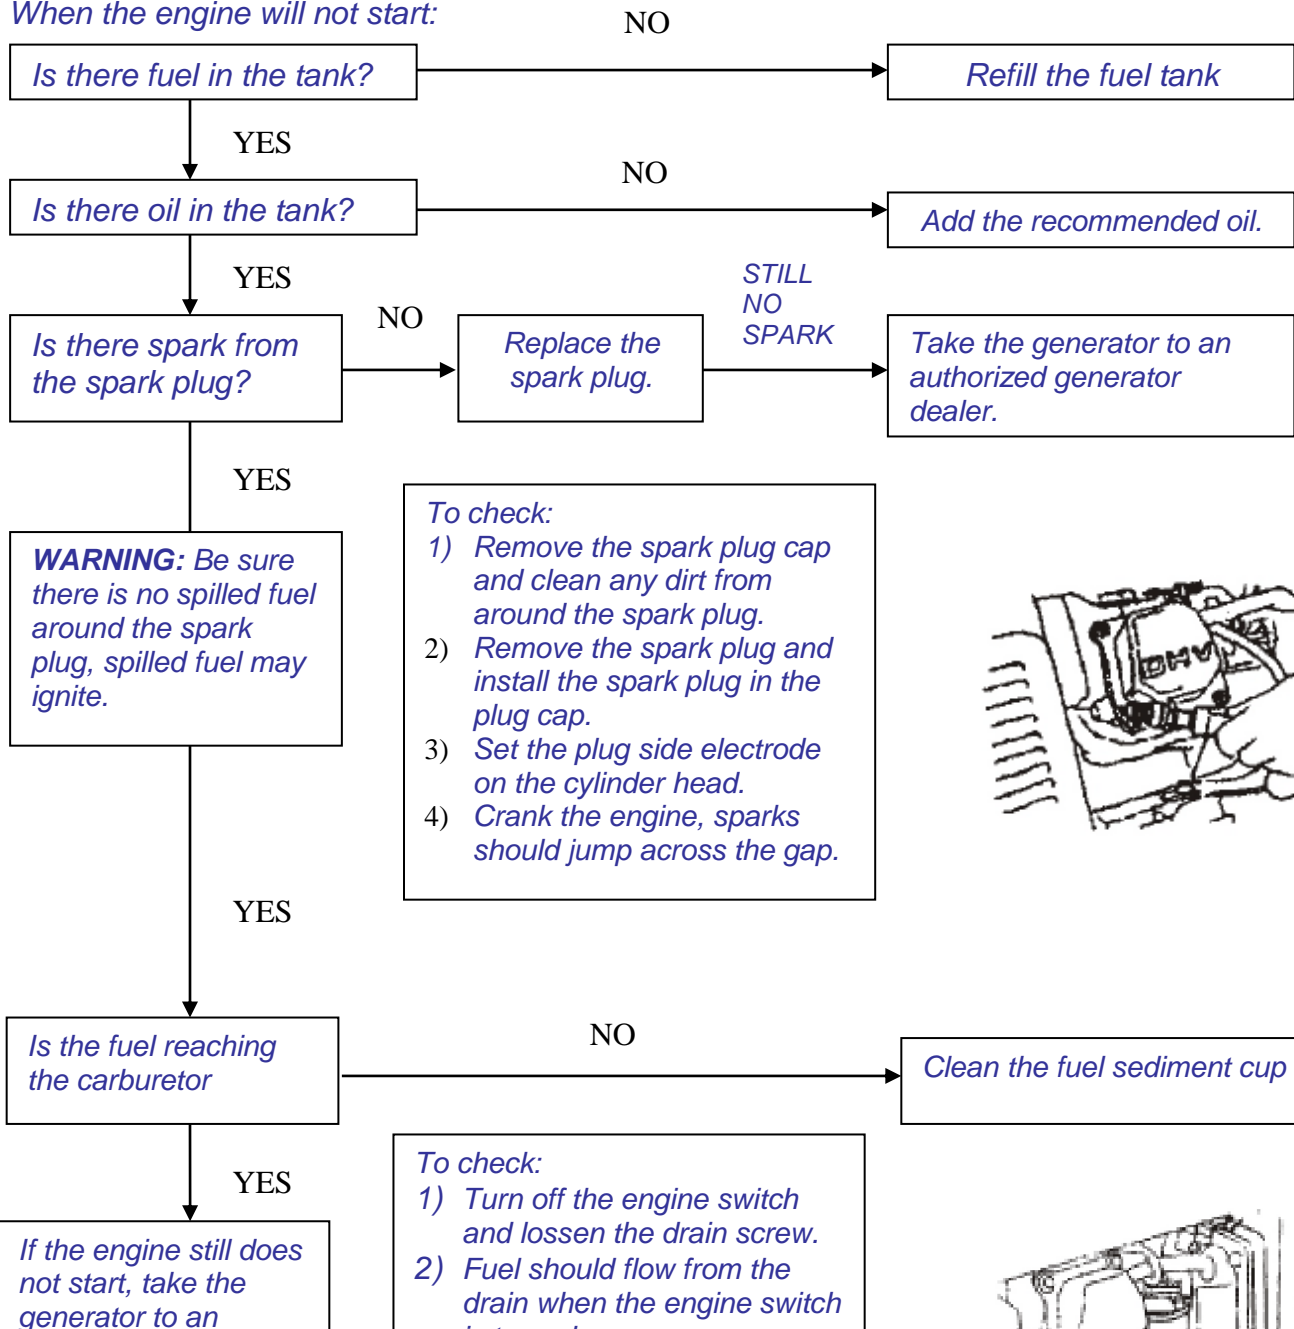 When the engine will not start:
NO
Is there fuel in the tank?
Refill the fuel tank
YES
NO
Is there oil in the tank?
Add the recommended oil.
YES
NO
STILL
NO
SPARK
Is there spark from
the spark plug?
Replace the
spark plug.
Take the generator to an
authorized generator
dealer.
YES
WARNING: Be sure
there is no spilled fuel
around the spark
plug, spilled fuel may
ignite.
To check:
1) Remove the spark plug cap
and clean any dirt from
around the spark plug.
2) Remove the spark plug and
install the spark plug in the
plug cap.
3) Set the plug side electrode
on the cylinder head.
4) Crank the engine, sparks
should jump across the gap.
OHV
YES
NO
Is the fuel reaching
the carburetor
Clean the fuel sediment cup
YES
If the engine still does
not start, take the
generator to an
To check:
1) Turn off the engine switch
and lossen the drain screw.
2) Fuel should flow from the
drain when the engine switch